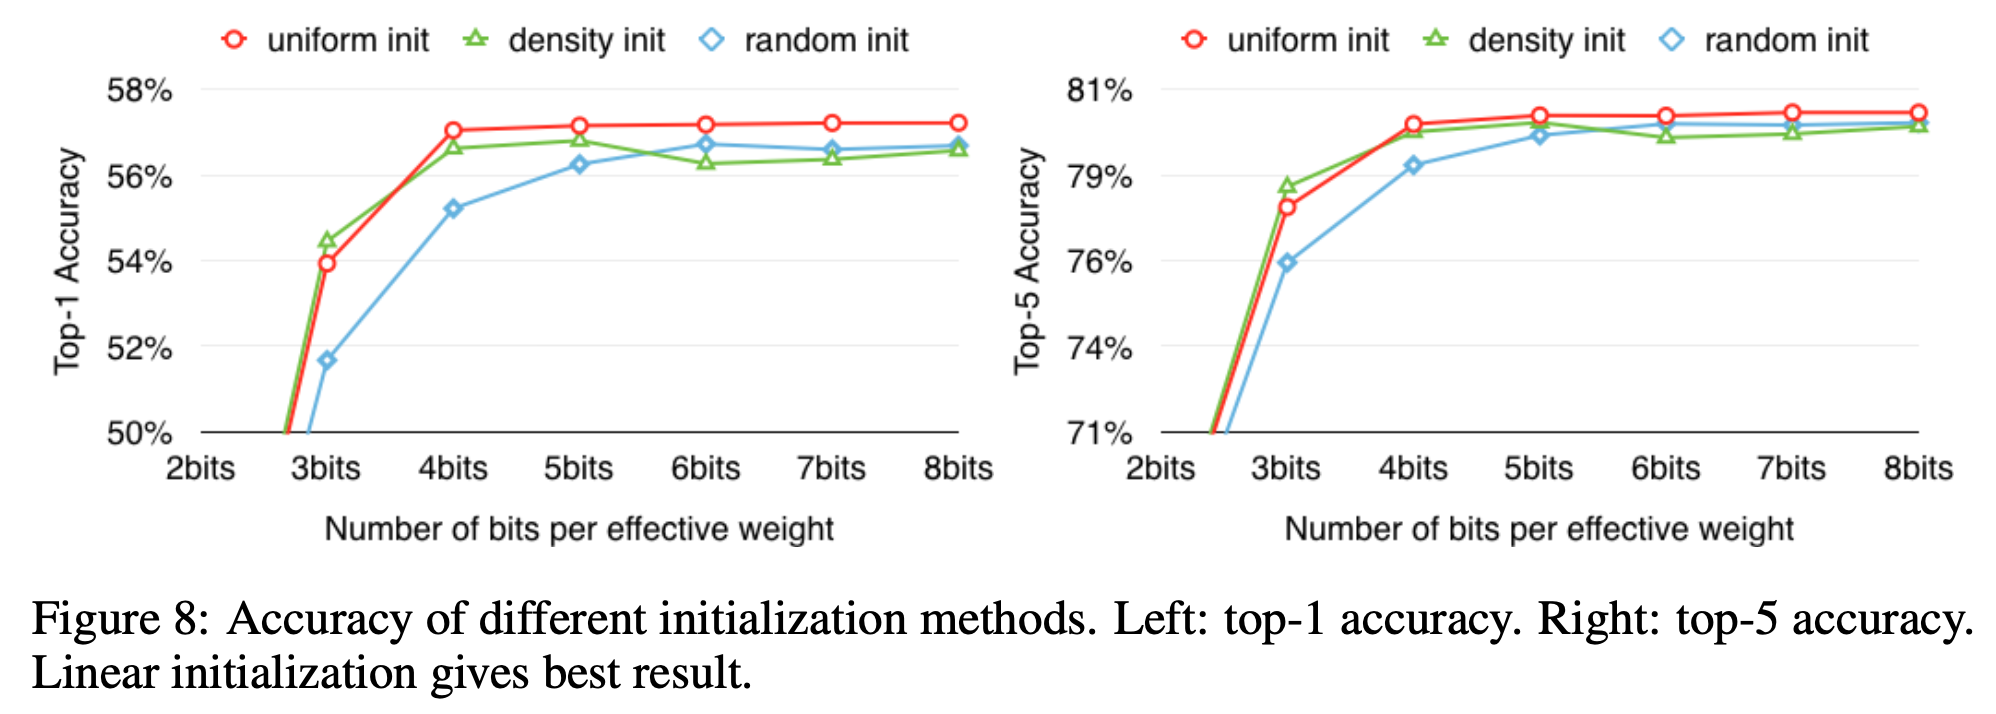 uniform init density init random init
58%
56%
54%
52%
50%
Top-1 Accuracy
2bits 3bits 4bits 5bits 6bits 7bits 8bits
Number of bits per effective weight
uniform init density init random init
81%
79%
76%
74%
71%
Top-5 Accuracy
2bits 3bits 4bits 5bits 6bits 7bits 8bits
Number of bits per effective weight
Figure 8: Accuracy of different initialization methods. Left: top-1 accuracy. Right: top-5 accuracy.
Linear initialization gives best result.